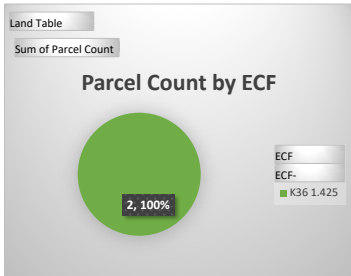 Land Table
Sum of Parcel Count
Parcel Count by ECF
2, 100%
ECF
ECF-
K36 1.425